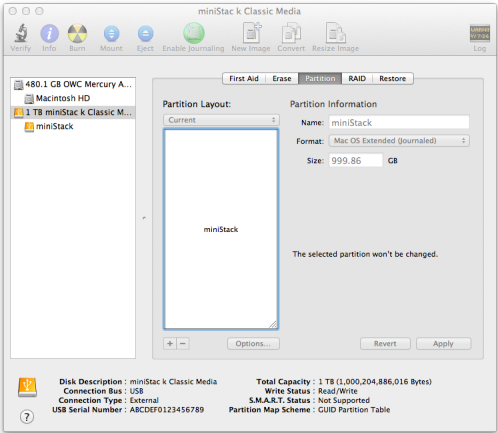 miniStac k Classic Media
Verify Info Burn Mount Eject Enable Journaling New Image Convert Resize Image Log
480.1 GB OWC Mercury A...
Macintosh HD
1 TB miniStac k Classic M...
miniStack
First Aid Erase Partition RAID Restore
Partition Layout:
Current
miniStack
+ −
Options...
Partition Information
Name: miniStack
Format: Mac OS Extended (Journaled)
Size: 999.86 GB
The selected partition won't be changed.
Revert Apply
Disk Description : miniStac k Classic Media
Connection Bus : USB
Connection Type : External
USB Serial Number : ABCDEF0123456789
Total Capacity : 1 TB (1,000,204,886,016 Bytes)
Write Status : Read/Write
S.M.A.R.T. Status : Not Supported
Partition Map Scheme : GUID Partition Table
?